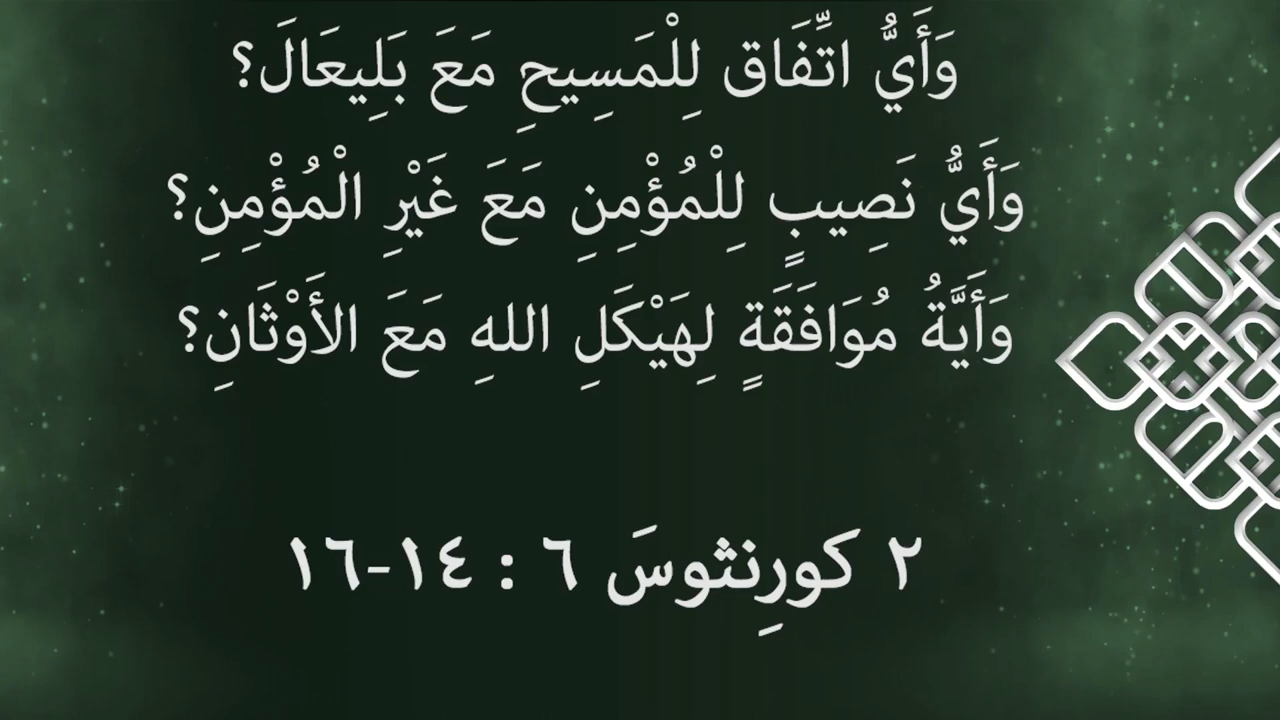 وَأَيُّ اتِّفَاق لِلْمَسِيحِ مَعَ بَلِيعَالَ؟
وَأَيُّ نَصِيبٍ لِلْمُؤْمِنِ مَعَ غَيْرِ الْمُؤْمِنِ؟
وَأَيَّةُ مُوَافَقَةٍ لِهَيْكَلِ اللهِ مَعَ الأَوْثَانِ؟
٢ كورِنثوسَ ٦ : ١٤-١٦